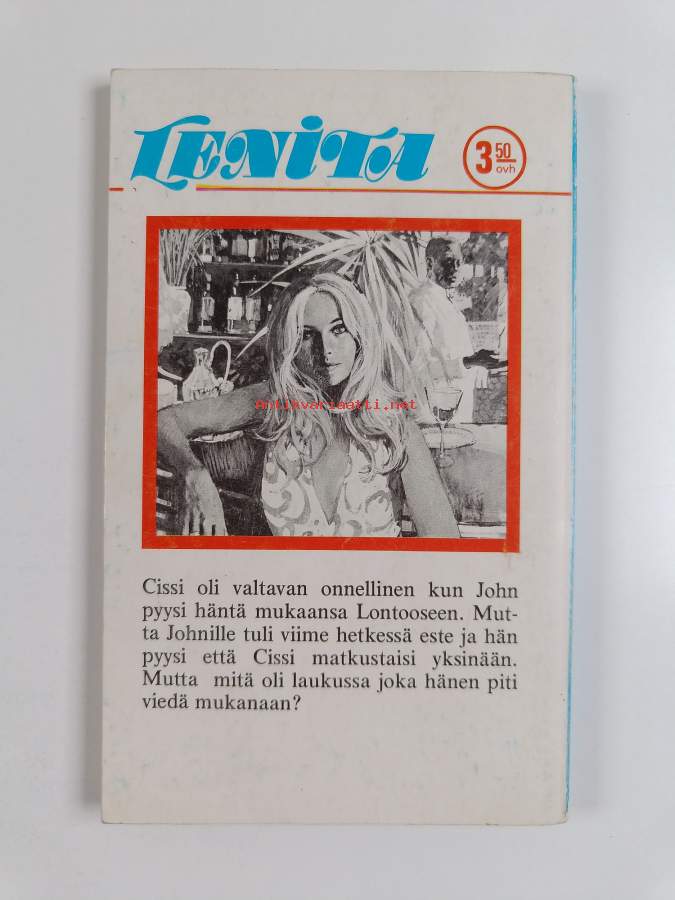 LENITA
3 50
ovh
Antikvariaatti.net
Cissi oli valtavan onnellinen kun John
pyysi häntä mukaansa Lontooseen. Mut-
ta Johnille tuli viime hetkessä este ja hän
pyysi että Cissi matkustaisi yksinään.
Mutta mitä oli laukussa joka hänen piti
viedä mukanaan?